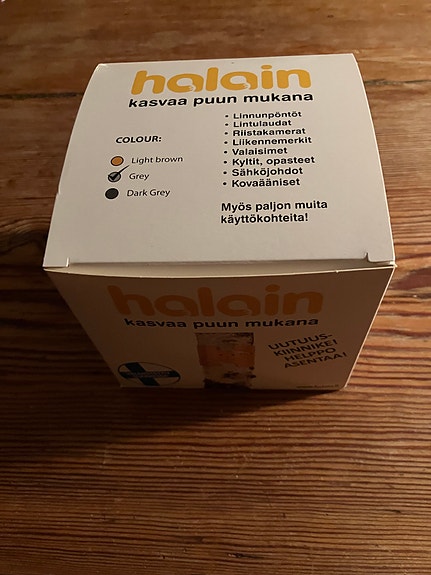 halain
kasvaa puun mukana
COLOUR:
Light brown
Grey
Dark Grey
• Linnunpöntöt
• Lintulaudat
• Riistakamerat
• Liikennemerkit
• Valaisimet
• Kyltit, opasteet
• Sähköjohdot
• Kovaääniset
Myös paljon muita
käyttökohteita!
halain
kasvaa puun mukana
UUTUUS-
KIINNIKE!
HELPPO
ASENTAA!